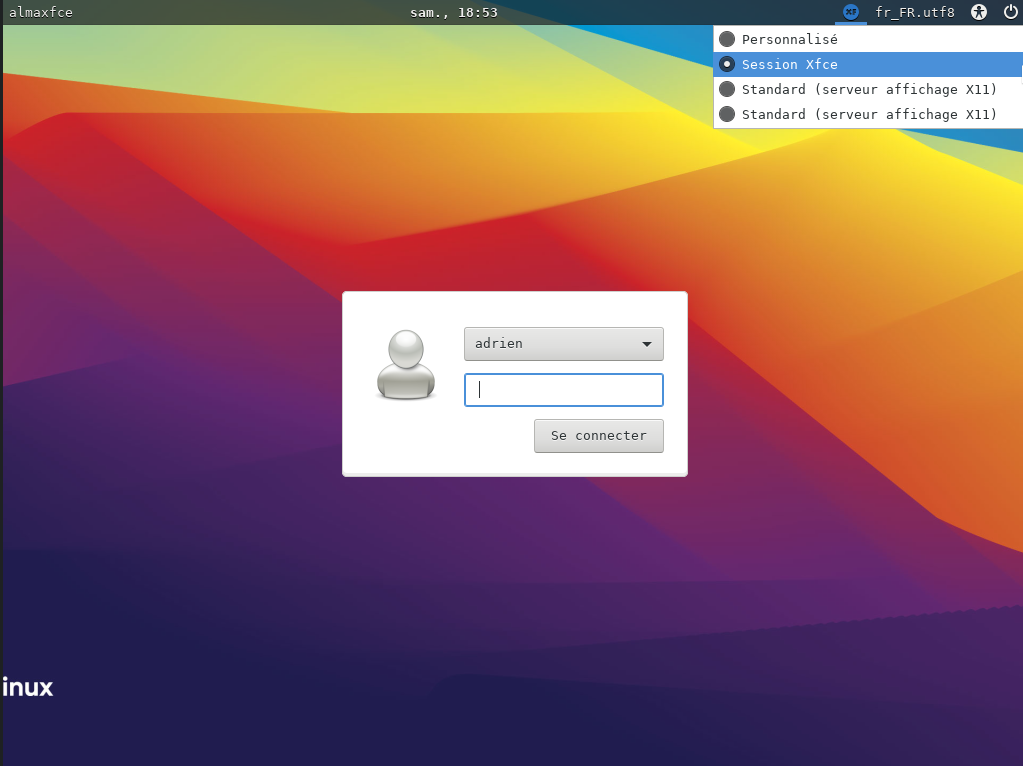 almaxfce sam., 18:53 fr_FR.utf8
Personnalisé
Session Xfce
Standard (serveur affichage X11)
Standard (serveur affichage X11)
adrien
Se connecter
inux